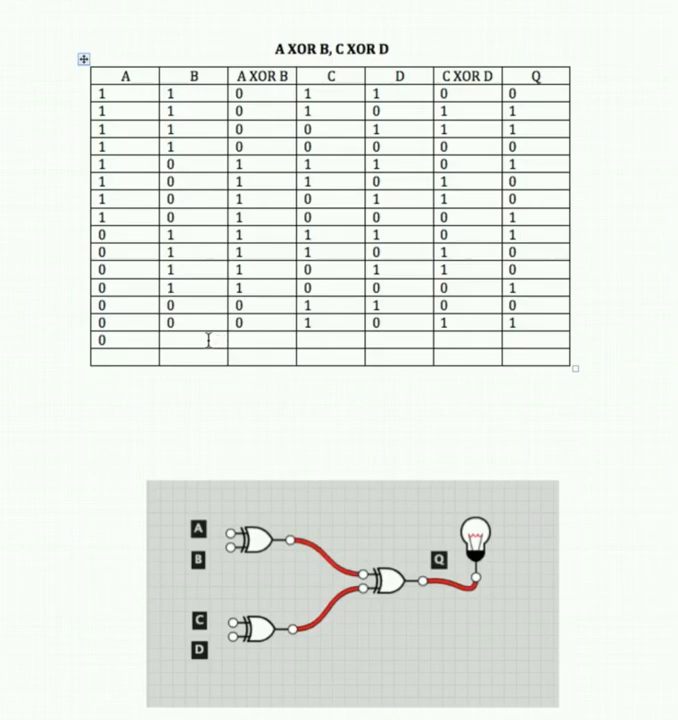 A XOR B, C XOR D
A B A XOR B C D C XOR D Q
1 1 0 1 1 0 0
1 1 0 1 0 1 1
1 1 0 0 1 1 1
1 1 0 0 0 0 0
1 0 1 1 1 0 1
1 0 1 1 0 1 0
1 0 1 0 1 1 0
1 0 1 0 0 0 1
0 1 1 1 1 0 1
0 1 1 1 0 1 0
0 1 1 0 1 1 0
0 1 1 0 0 0 1
0 0 0 1 1 0 0
0 0 0 1 0 1 1
0
A
B
Q
C
D